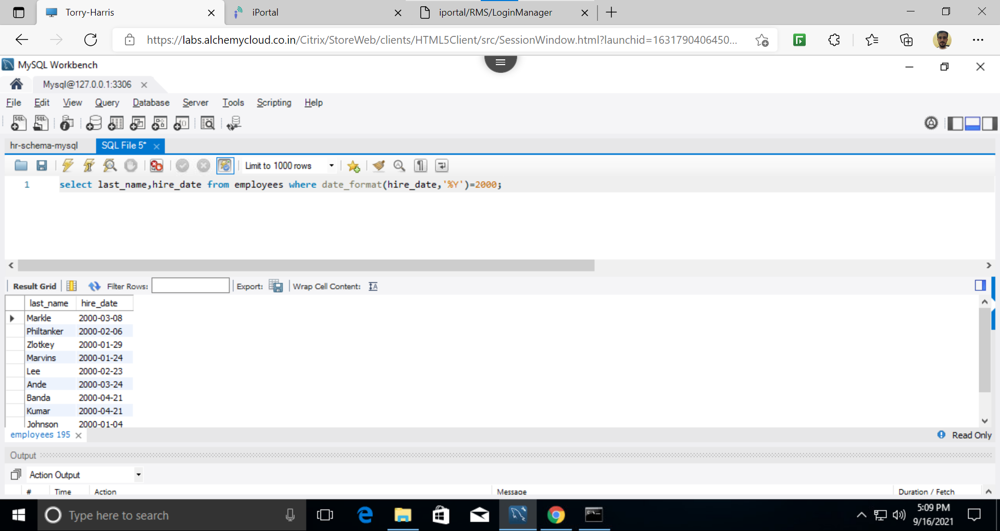 Torry-Harris
iPortal
iportal/RMS/LoginManager
https://labs.alchemycloud.co.in/Citrix/StoreWeb/clients/HTML5Client/src/SessionWindow.html?launchid=1631790406450...
MySQL Workbench
Mysql@127.0.0.1:3306
File Edit View Query Database Server Tools Scripting Help
hr-schema-mysql SQL File 5*
Limit to 1000 rows
1 select last_name,hire_date from employees where date_format(hire_date,'%Y')=2000;
Result Grid Filter Rows: Export: Wrap Cell Content:
last_name hire_date
Markle 2000-03-08
Philtanker 2000-02-06
Zlotkey 2000-01-29
Marvins 2000-01-24
Lee 2000-02-23
Ande 2000-03-24
Banda 2000-04-21
Kumar 2000-04-21
Johnson 2000-01-04
employees 195 Read Only
Output
Action Output
# Time Action Message Duration / Fetch
Type here to search
5:09 PM
9/16/2021